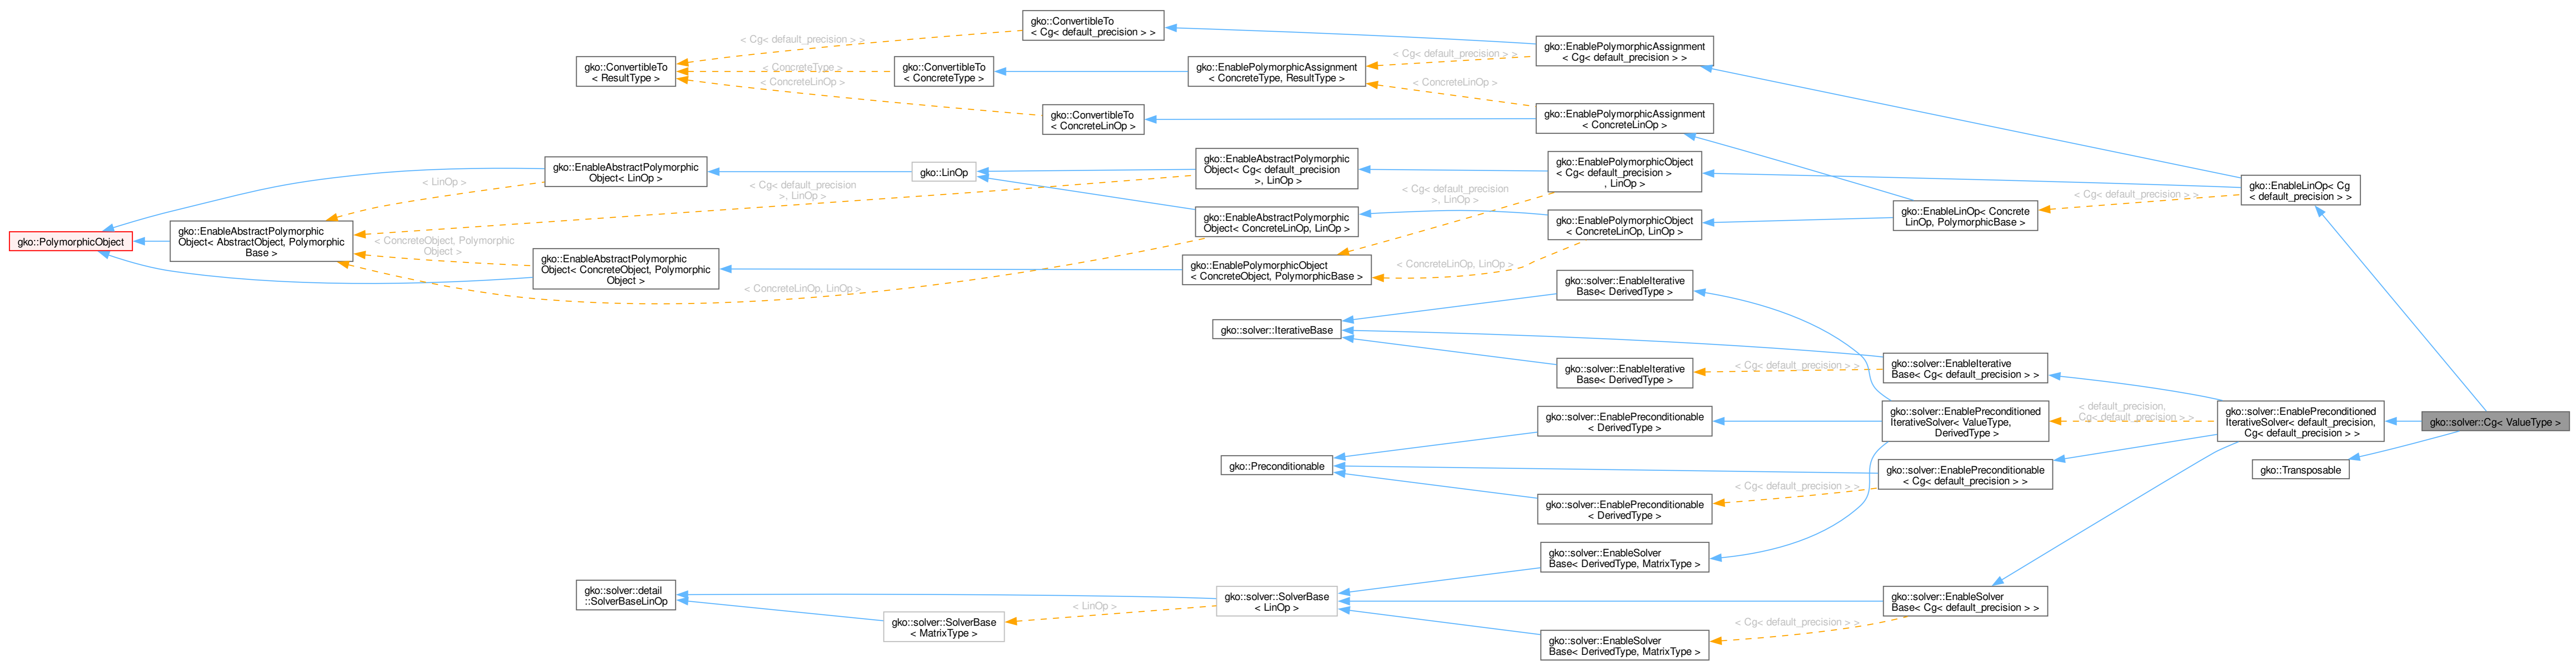 gko::ConvertibleTo
< Cg< default_precision > >
< Cg< default_precision > >
gko::EnablePolymorphicAssignment
< Cg< default_precision > >
< Cg< default_precision > >
gko::ConvertibleTo
< ResultType >
< ConcreteType >
gko::ConvertibleTo
< ConcreteType >
gko::EnablePolymorphicAssignment
< ConcreteType, ResultType >
< ConcreteLinOp >
< ConcreteLinOp >
gko::ConvertibleTo
< ConcreteLinOp >
gko::EnablePolymorphicAssignment
< ConcreteLinOp >
gko::EnableAbstractPolymorphic
Object< LinOp >
gko::LinOp
gko::EnableAbstractPolymorphic
Object< Cg< default_precision
>, LinOp >
gko::EnablePolymorphicObject
< Cg< default_precision >
, LinOp >
< LinOp >
< Cg< default_precision
>, LinOp >
< Cg< default_precision
>, LinOp >
< Cg< default_precision > >
gko::EnableLinOp< Cg
< default_precision > >
gko::EnableLinOp< Concrete
LinOp, PolymorphicBase >
gko::EnableAbstractPolymorphic
Object< ConcreteLinOp, LinOp >
gko::EnablePolymorphicObject
< ConcreteLinOp, LinOp >
gko::PolymorphicObject
gko::EnableAbstractPolymorphic
Object< AbstractObject, Polymorphic
Base >
< ConcreteObject, Polymorphic
Object >
gko::EnableAbstractPolymorphic
Object< ConcreteObject, Polymorphic
Object >
gko::EnablePolymorphicObject
< ConcreteObject, PolymorphicBase >
< ConcreteLinOp, LinOp >
< ConcreteLinOp, LinOp >
gko::solver::EnableIterative
Base< DerivedType >
gko::solver::IterativeBase
gko::solver::EnableIterative
Base< DerivedType >
< Cg< default_precision > >
gko::solver::EnableIterative
Base< Cg< default_precision > >
gko::solver::EnablePreconditionable
< DerivedType >
gko::solver::EnablePreconditioned
IterativeSolver< ValueType,
DerivedType >
< default_precision,
Cg< default_precision > >
gko::solver::EnablePreconditioned
IterativeSolver< default_precision,
Cg< default_precision > >
gko::solver::Cg< ValueType >
gko::Preconditionable
gko::solver::EnablePreconditionable
< Cg< default_precision > >
gko::Transposable
< Cg< default_precision > >
gko::solver::EnablePreconditionable
< DerivedType >
gko::solver::EnableSolver
Base< DerivedType, MatrixType >
gko::solver::detail
::SolverBaseLinOp
gko::solver::SolverBase
< LinOp >
gko::solver::EnableSolver
Base< Cg< default_precision > >
< LinOp >
gko::solver::SolverBase
< MatrixType >
< Cg< default_precision > >
gko::solver::EnableSolver
Base< DerivedType, MatrixType >